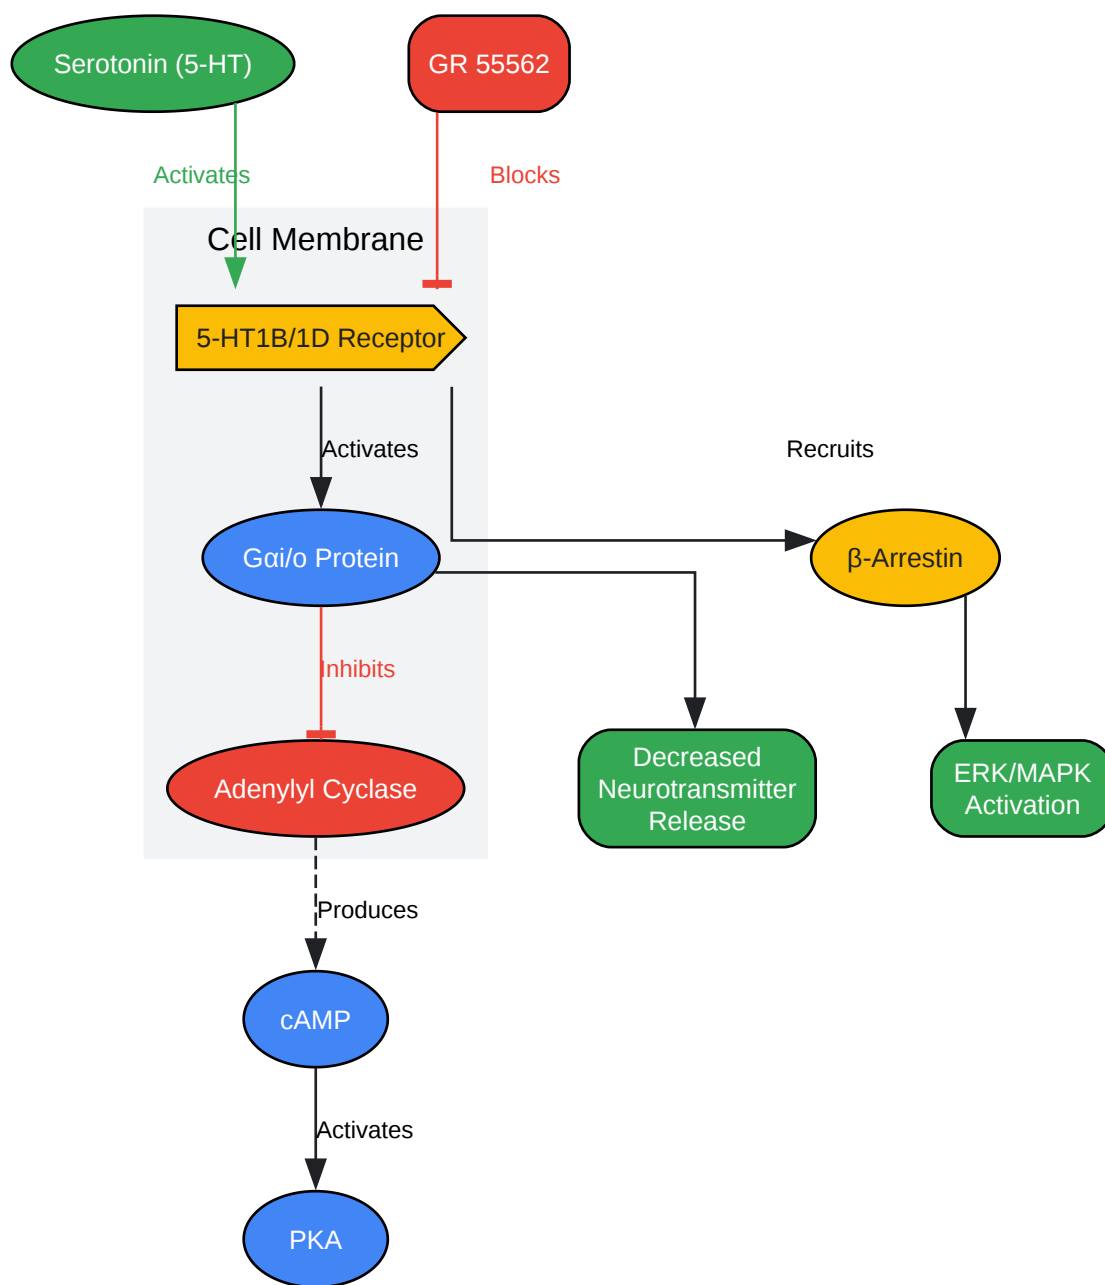 Serotonin (5-HT)
GR 55562
Activates
Blocks
Cell Membrane
5-HT1B/1D Receptor
Activates
Recruits
Gαi/o Protein
β-Arrestin
Inhibits
Decreased
Neurotransmitter
Release
ERK/MAPK
Activation
Adenylyl Cyclase
Produces
cAMP
Activates
PKA